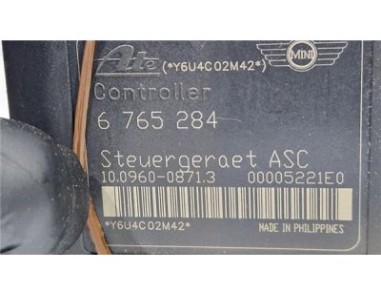 Ate (*Y6U4C02M42*) MINI
Controller
6 765 284
Steuergeraet ASC
10.0960-0871.3 00005221E0
*Y6U4C02M42* MADE IN PHILIPPINES